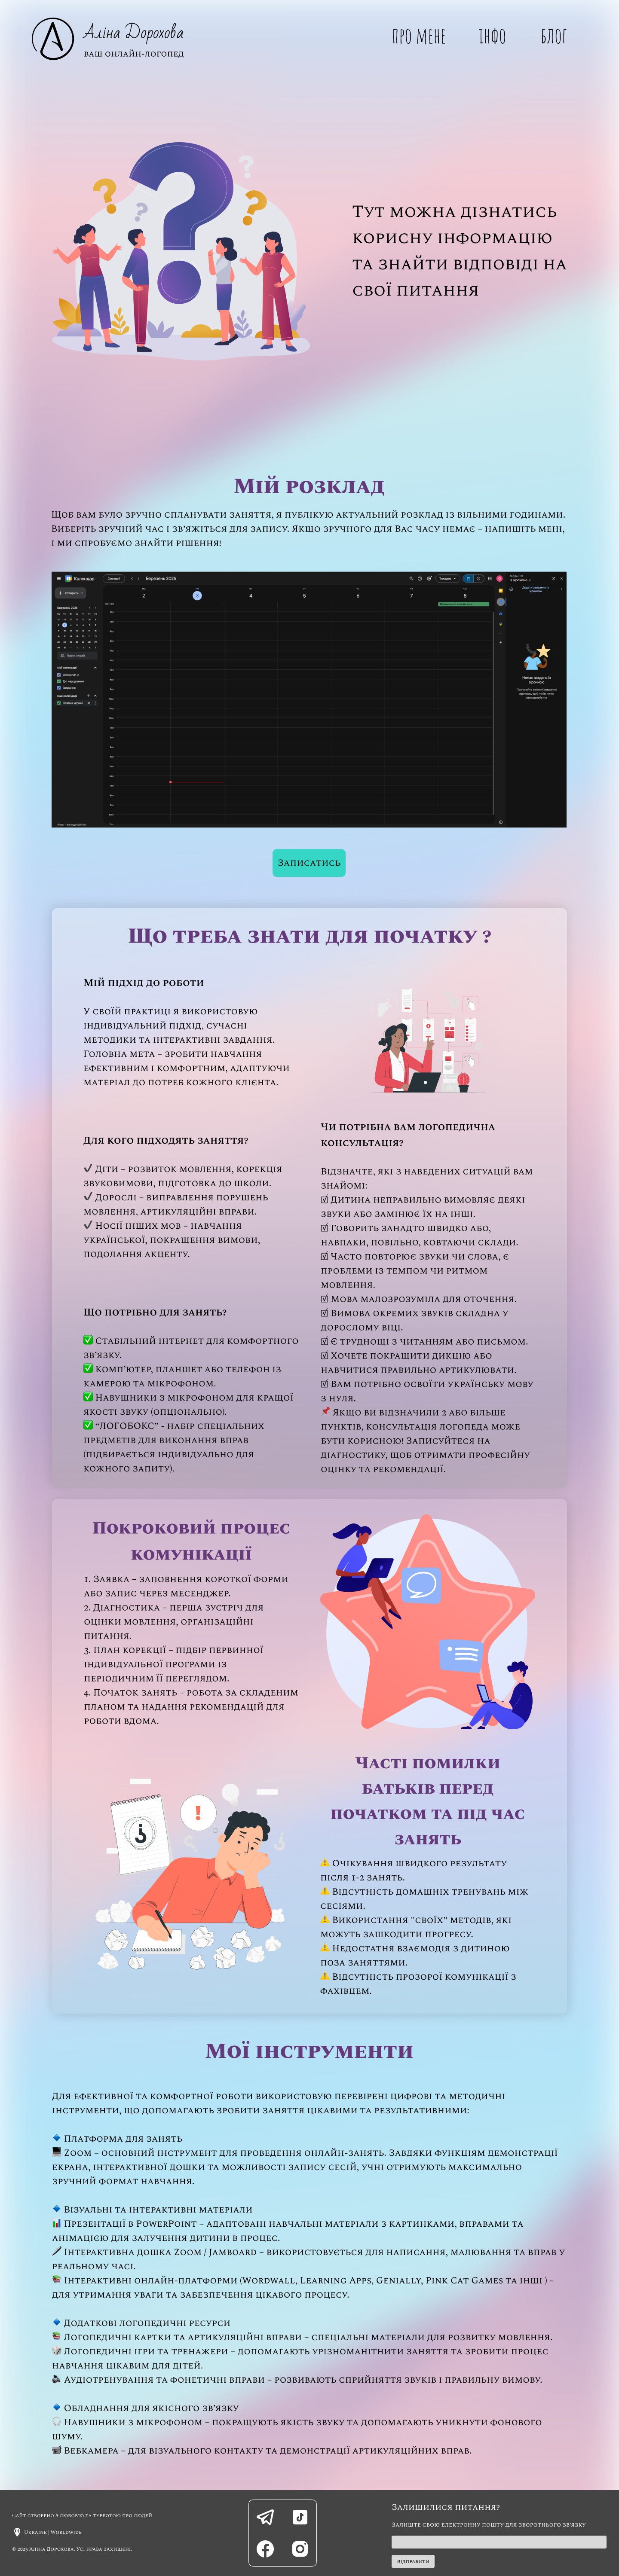 Аліна Дорохова
ваш онлайн-логопед
про мене інфо блог
Тут можна дізнатись
корисну інформацію
та знайти відповіді на
свої питання
Мій розклад
Щоб вам було зручно спланувати заняття, я публікую актуальний розклад із вільними годинами.
Виберіть зручний час і зв'яжіться для запису. Якщо зручного для Вас часу немає – напишіть мені,
і ми спробуємо знайти рішення!
Календар
Березень 2025
2 3 4 5 6 7 8
Записатись
Що треба знати для початку ?
Мій підхід до роботи
У своїй практиці я використовую
індивідуальний підхід, сучасні
методики та інтерактивні завдання.
Головна мета – зробити навчання
ефективним і комфортним, адаптуючи
матеріал до потреб кожного клієнта.
Для кого підходять заняття?
✓ Діти – розвиток мовлення, корекція
звуковимови, підготовка до школи.
✓ Дорослі – виправлення порушень
мовлення, артикуляційні вправи.
✓ Носії інших мов – навчання
української, покращення вимови,
подолання акценту.
Що потрібно для занять?
✅ Стабільний інтернет для комфортного
зв'язку.
✅ Комп'ютер, планшет або телефон із
камерою та мікрофоном.
✅ Навушники з мікрофоном для кращої
якості звуку (опціонально).
✅ "ЛОГОБОКС" - набір спеціальних
предметів для виконання вправ
(підбирається індивідуально для
кожного запиту).
Чи потрібна вам логопедична
консультація?
Відзначте, які з наведених ситуацій вам
знайомі:
☑ Дитина неправильно вимовляє деякі
звуки або замінює їх на інші.
☑ Говорить занадто швидко або,
навпаки, повільно, ковтаючи склади.
☑ Часто повторює звуки чи слова, є
проблеми із темпом чи ритмом
мовлення.
☑ Мова малозрозуміла для оточення.
☑ Вимова окремих звуків складна у
дорослому віці.
☑ Є труднощі з читанням або письмом.
☑ Хочете покращити дикцію або
навчитися правильно артикулювати.
☑ Вам потрібно освоїти українську мову
з нуля.
📌 Якщо ви відзначили 2 або більше
пунктів, консультація логопеда може
бути корисною! Записуйтеся на
діагностику, щоб отримати професійну
оцінку та рекомендації.
Покроковий процес
комунікації
1. Заявка – заповнення короткої форми
або запис через месенджер.
2. Діагностика – перша зустріч для
оцінки мовлення, організаційні
питання.
3. План корекції – підбір первинної
індивідуальної програми із
періодичним її переглядом.
4. Початок занять – робота за складеним
планом та надання рекомендацій для
роботи вдома.
Часті помилки
батьків перед
початком та під час
занять
⚠️ Очікування швидкого результату
після 1-2 занять.
⚠️ Відсутність домашніх тренувань між
сесіями.
⚠️ Використання "своїх" методів, які
можуть зашкодити прогресу.
⚠️ Недостатня взаємодія з дитиною
поза заняттями.
⚠️ Відсутність прозорої комунікації з
фахівцем.
Мої інструменти
Для ефективної та комфортної роботи використовую перевірені цифрові та методичні
інструменти, що допомагають зробити заняття цікавими та результативними:
🔹 Платформа для занять
💻 Zoom – основний інструмент для проведення онлайн-занять. Завдяки функціям демонстрації
екрана, інтерактивної дошки та можливості запису сесій, учні отримують максимально
зручний формат навчання.
🔹 Візуальні та інтерактивні матеріали
📊 Презентації в PowerPoint – адаптовані навчальні матеріали з картинками, вправами та
анімацією для залучення дитини в процес.
🖊 Інтерактивна дошка Zoom / Jamboard – використовується для написання, малювання та вправ у
реальному часі.
📚 Інтерактивні онлайн-платформи (Wordwall, Learning Apps, Genially, Pink Cat Games та інші ) -
для утримання уваги та забезпечення цікавого процесу.
🔹 Додаткові логопедичні ресурси
📚 Логопедичні картки та артикуляційні вправи – спеціальні матеріали для розвитку мовлення.
🎲 Логопедичні ігри та тренажери – допомагають урізноманітнити заняття та зробити процес
навчання цікавим для дітей.
🔊 Аудіотренування та фонетичні вправи – розвивають сприйняття звуків і правильну вимову.
🔹 Обладнання для якісного зв'язку
🎧 Навушники з мікрофоном – покращують якість звуку та допомагають уникнути фонового
шуму.
📹 Вебкамера – для візуального контакту та демонстрації артикуляційних вправ.
Сайт створено з любов'ю та турботою про людей
Ukraine | Worldwide
© 2025 Аліна Дорохова. Усі права захищені.
Залишилися питання?
Залиште свою електронну пошту для зворотнього зв'язку
Відправити